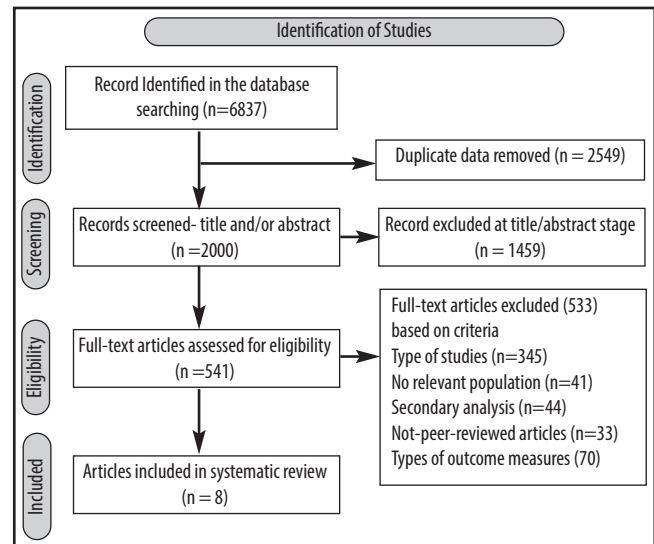 Identification of Studies
Identification
Record Identified in the database
searching (n=6837)
Duplicate data removed (n = 2549)
Screening
Records screened- title and/or abstract
(n =2000)
Record excluded at title/abstract stage
(n = 1459)
Eligibility
Full-text articles assessed for eligibility
(n =541)
Full-text articles excluded (533)
based on criteria
Type of studies (n=345)
No relevant population (n=41)
Secondary analysis (n=44)
Not-peer-reviewed articles (n=33)
Types of outcome measures (70)
Included
Articles included in systematic review
(n = 8)